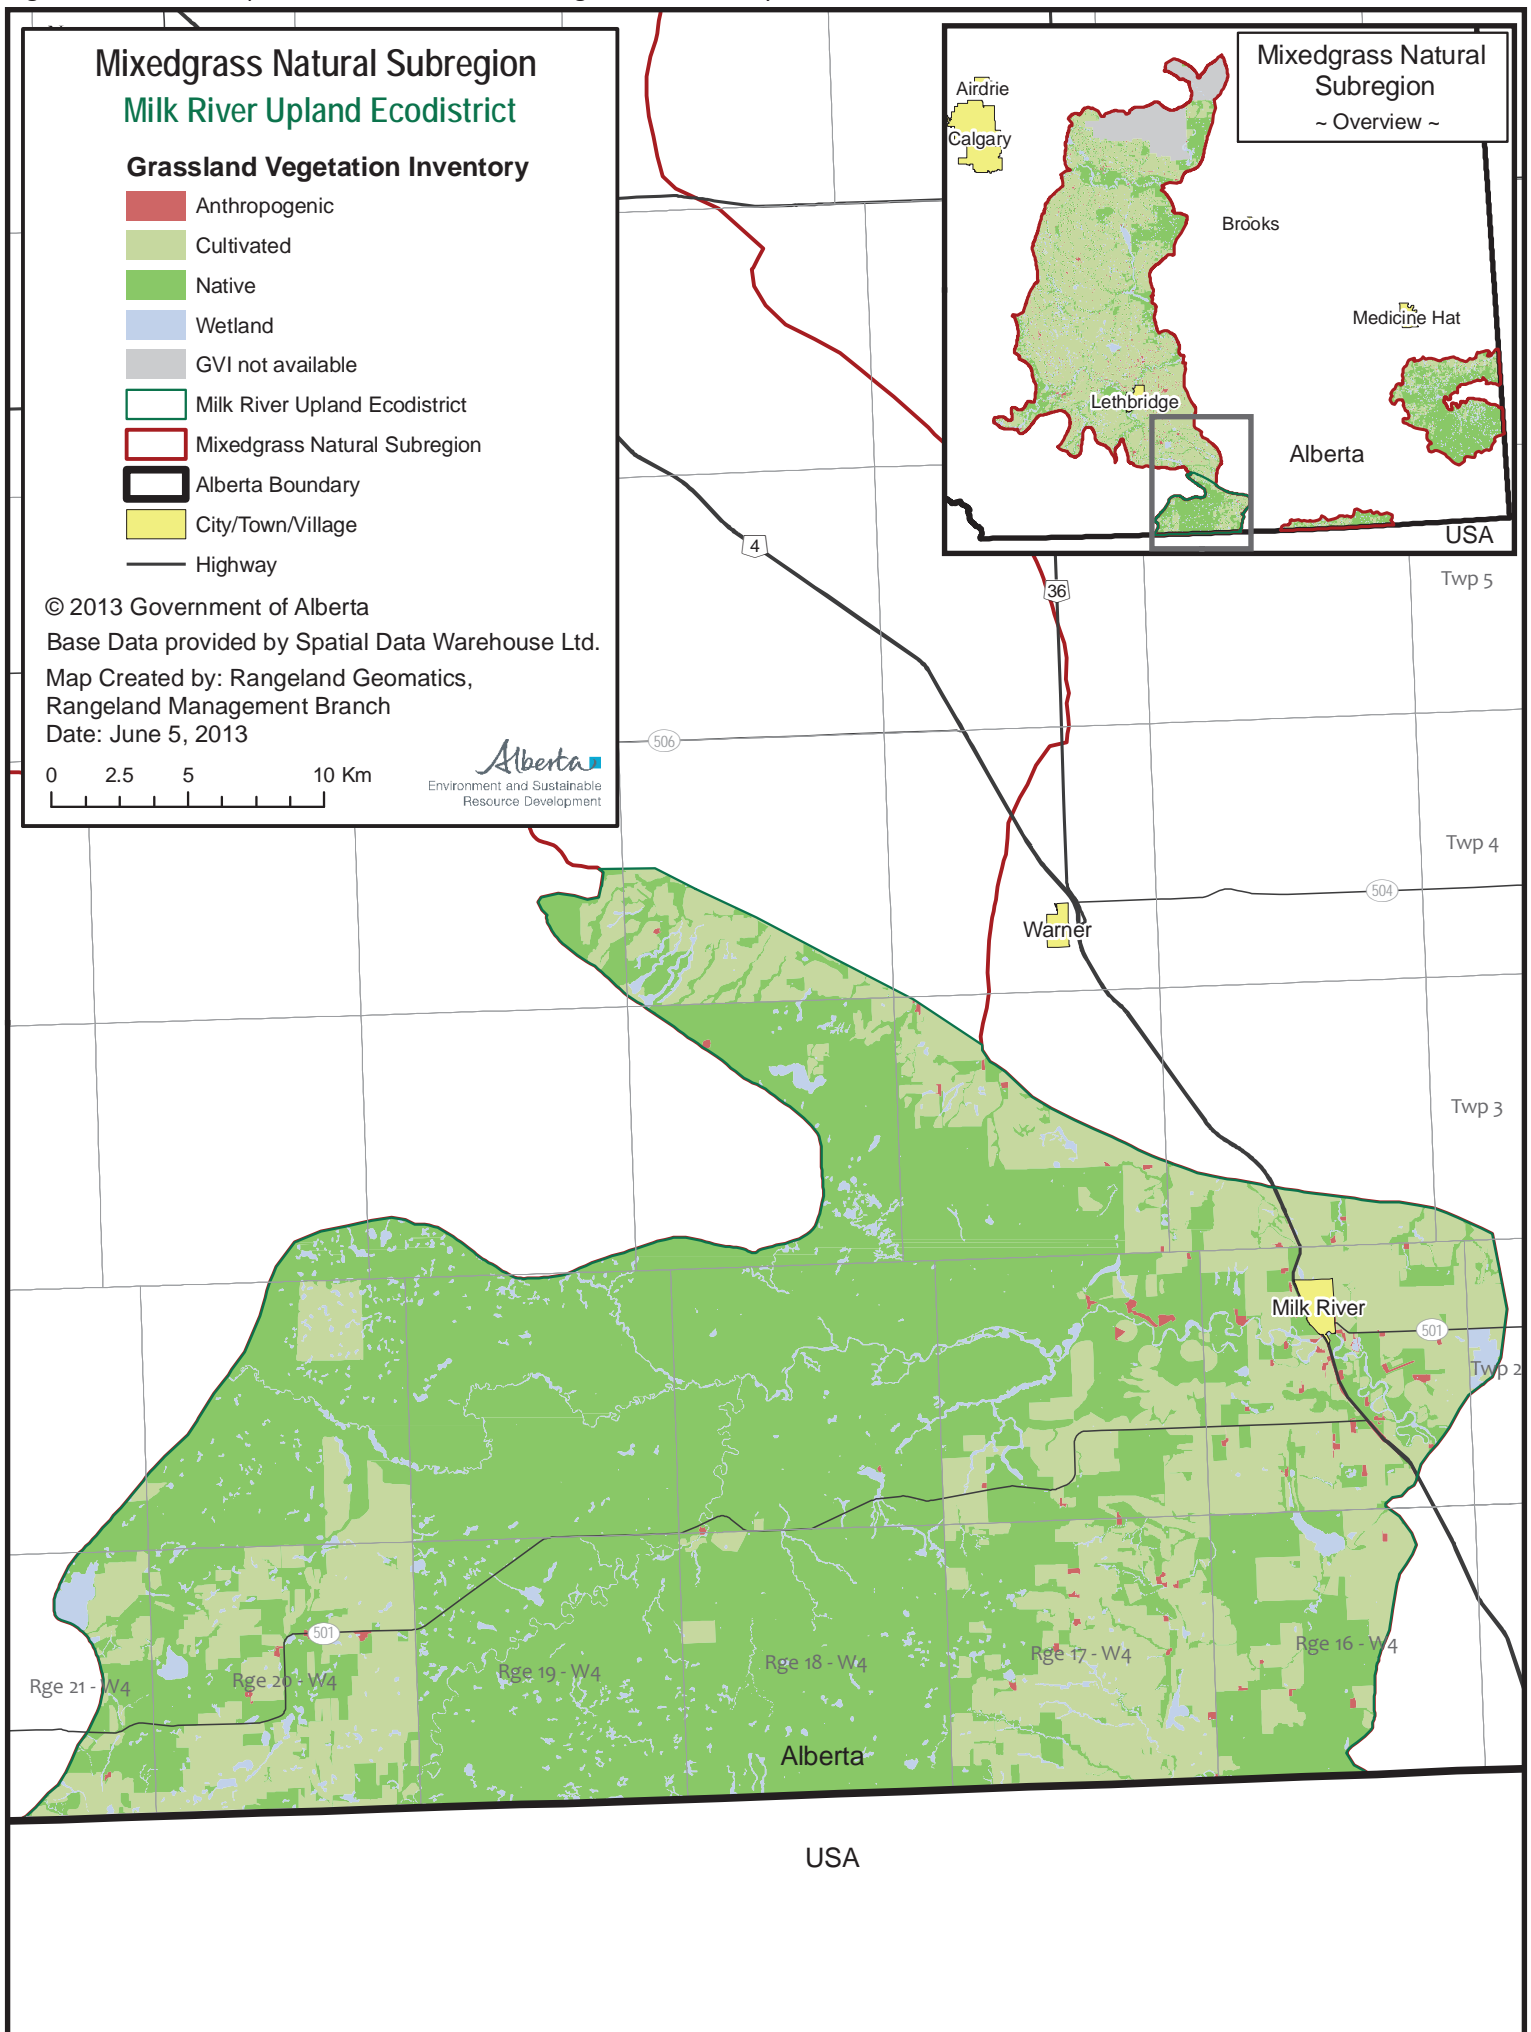 Mixedgrass Natural Subregion
Milk River Upland Ecodistrict
Grassland Vegetation Inventory
Anthropogenic
Cultivated
Native
Wetland
GVI not available
Milk River Upland Ecodistrict
Mixedgrass Natural Subregion
Alberta Boundary
City/Town/Village
Highway
© 2013 Government of Alberta
Base Data provided by Spatial Data Warehouse Ltd.
Map Created by: Rangeland Geomatics,
Rangeland Management Branch
Date: June 5, 2013
0 2.5 5 10 Km
Alberta
Environment and Sustainable
Resource Development
Mixedgrass Natural
Subregion
~ Overview ~
Airdrie
Calgary
Brooks
Medicine Hat
Lethbridge
Alberta
USA
4
36
Twp 5
506
Twp 4
504
Warner
Twp 3
Milk River
501
Twp 2
501
Rge 21 - W4
Rge 20 - W4
Rge 19 - W4
Rge 18 - W4
Rge 17 - W4
Rge 16 - W4
Alberta
USA